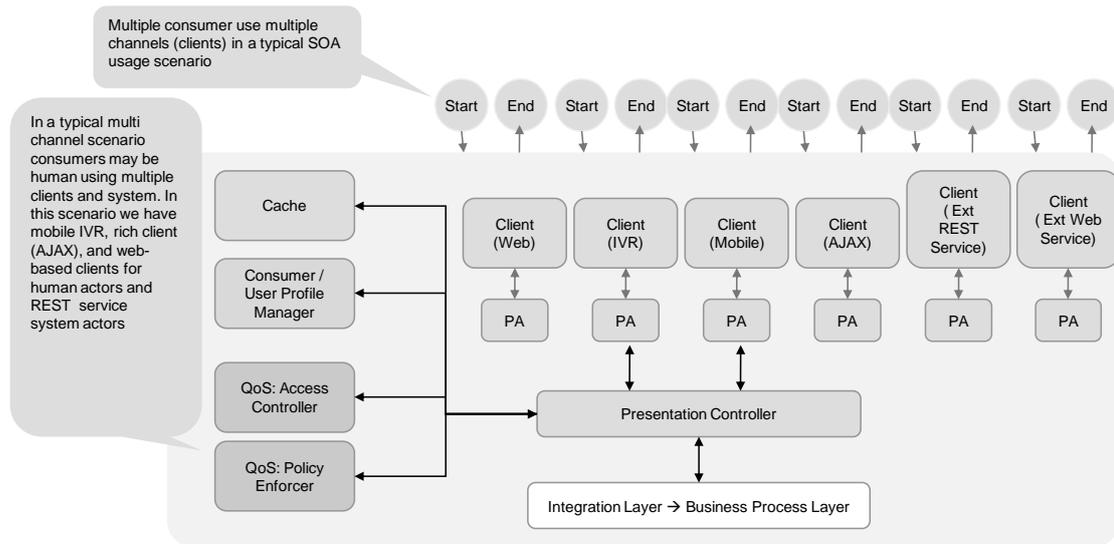 Multiple consumer use multiple
channels (clients) in a typical SOA
usage scenario
Start
End
Start
End
Start
End
Start
End
Start
End
Start
End
In a typical multi
channel scenario
consumers may be
human using multiple
clients and system. In
this scenario we have
mobile IVR, rich client
(AJAX), and web-
based clients for
human actors and
REST service
system actors
Cache
Consumer /
User Profile
Manager
QoS: Access
Controller
QoS: Policy
Enforcer
Client
(Web)
Client
(IVR)
Client
(Mobile)
Client
(AJAX)
Client
( Ext
REST
Service)
Client
( Ext Web
Service)
PA
PA
PA
PA
PA
PA
Presentation Controller
Integration Layer → Business Process Layer